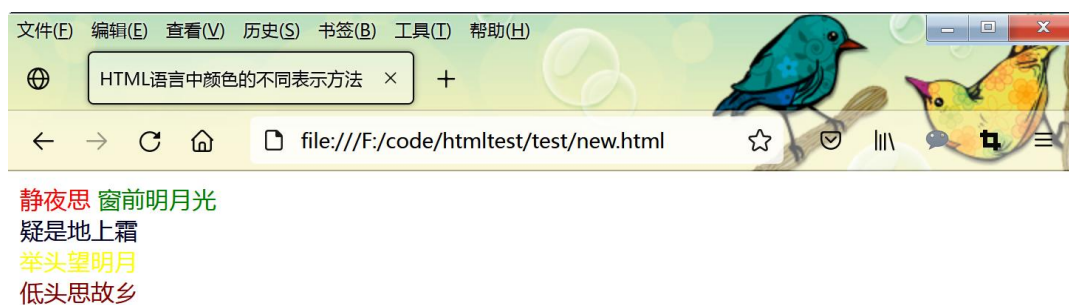 文件(F) 编辑(E) 查看(V) 历史(S) 书签(B) 工具(T) 帮助(H)
HTML语言中颜色的不同表示方法
file:///F:/code/htmltest/test/new.html
静夜思 窗前明月光
疑是地上霜
举头望明月
低头思故乡